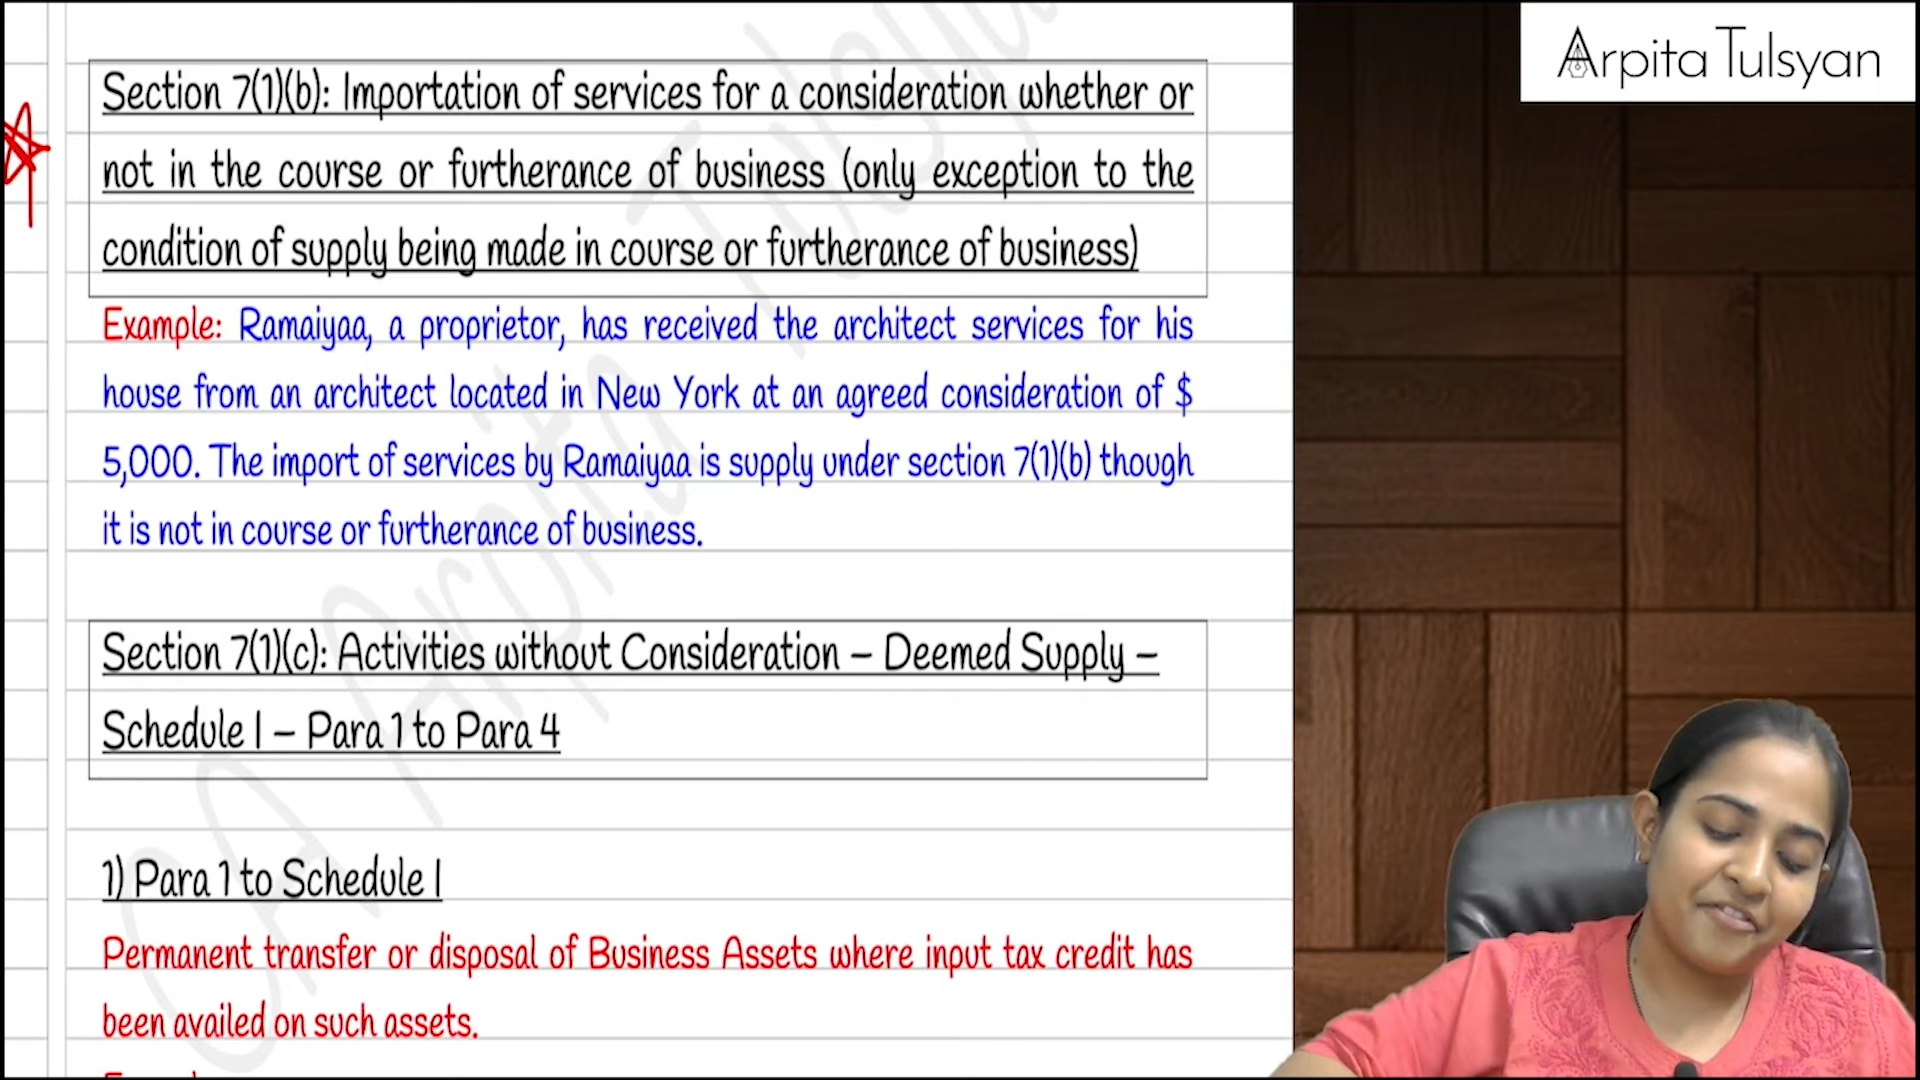 Arpita Tulsyan
Section 7(1)(b): Importation of services for a consideration whether or
not in the course or furtherance of business (only exception to the
condition of supply being made in course or furtherance of business)
Example: Ramaiyaa, a proprietor, has received the architect services for his
house from an architect located in New York at an agreed consideration of $
5,000. The import of services by Ramaiyaa is supply under section 7(1)(b) though
it is not in course or furtherance of business.
Section 7(1)(c): Activities without Consideration – Deemed Supply –
Schedule I – Para 1 to Para 4
1) Para 1 to Schedule I
Permanent transfer or disposal of Business Assets where input tax credit has
been availed on such assets.
CA Arpita Tulsyan